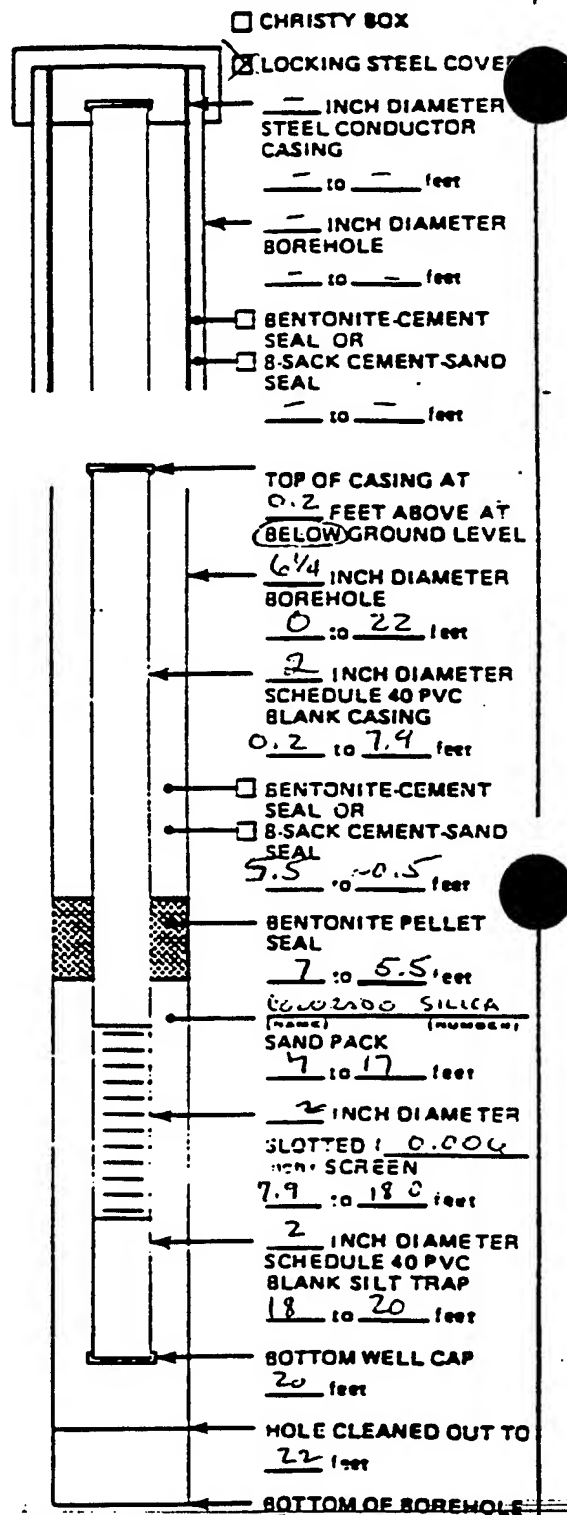 ☐ CHRISTY BOX
☒ LOCKING STEEL COVE
– INCH DIAMETER
STEEL CONDUCTOR
CASING
– to – feet
– INCH DIAMETER
BOREHOLE
– to – feet
☐ BENTONITE-CEMENT
SEAL OR
☐ 8-SACK CEMENT-SAND
SEAL
– to – feet
TOP OF CASING AT
0.2 FEET ABOVE AT
BELOW GROUND LEVEL
6 1/4 INCH DIAMETER
BOREHOLE
0 to 22 feet
2 INCH DIAMETER
SCHEDULE 40 PVC
BLANK CASING
0.2 to 7.9 feet
☐ BENTONITE-CEMENT
SEAL OR
☐ 8-SACK CEMENT-SAND
SEAL
5.5 to -0.5 feet
BENTONITE PELLET
SEAL
7 to 5.5 feet
SILICA
(NAME) (NUMBER)
SAND PACK
to 17 feet
2 INCH DIAMETER
SLOTTED
SCREEN
7.9 to 18 0 feet
2 INCH DIAMETER
SCHEDULE 40 PVC
BLANK SILT TRAP
18 to 20 feet
BOTTOM WELL CAP
20 feet
HOLE CLEANED OUT TO
22 feet
BOTTOM OF BOREHOLE